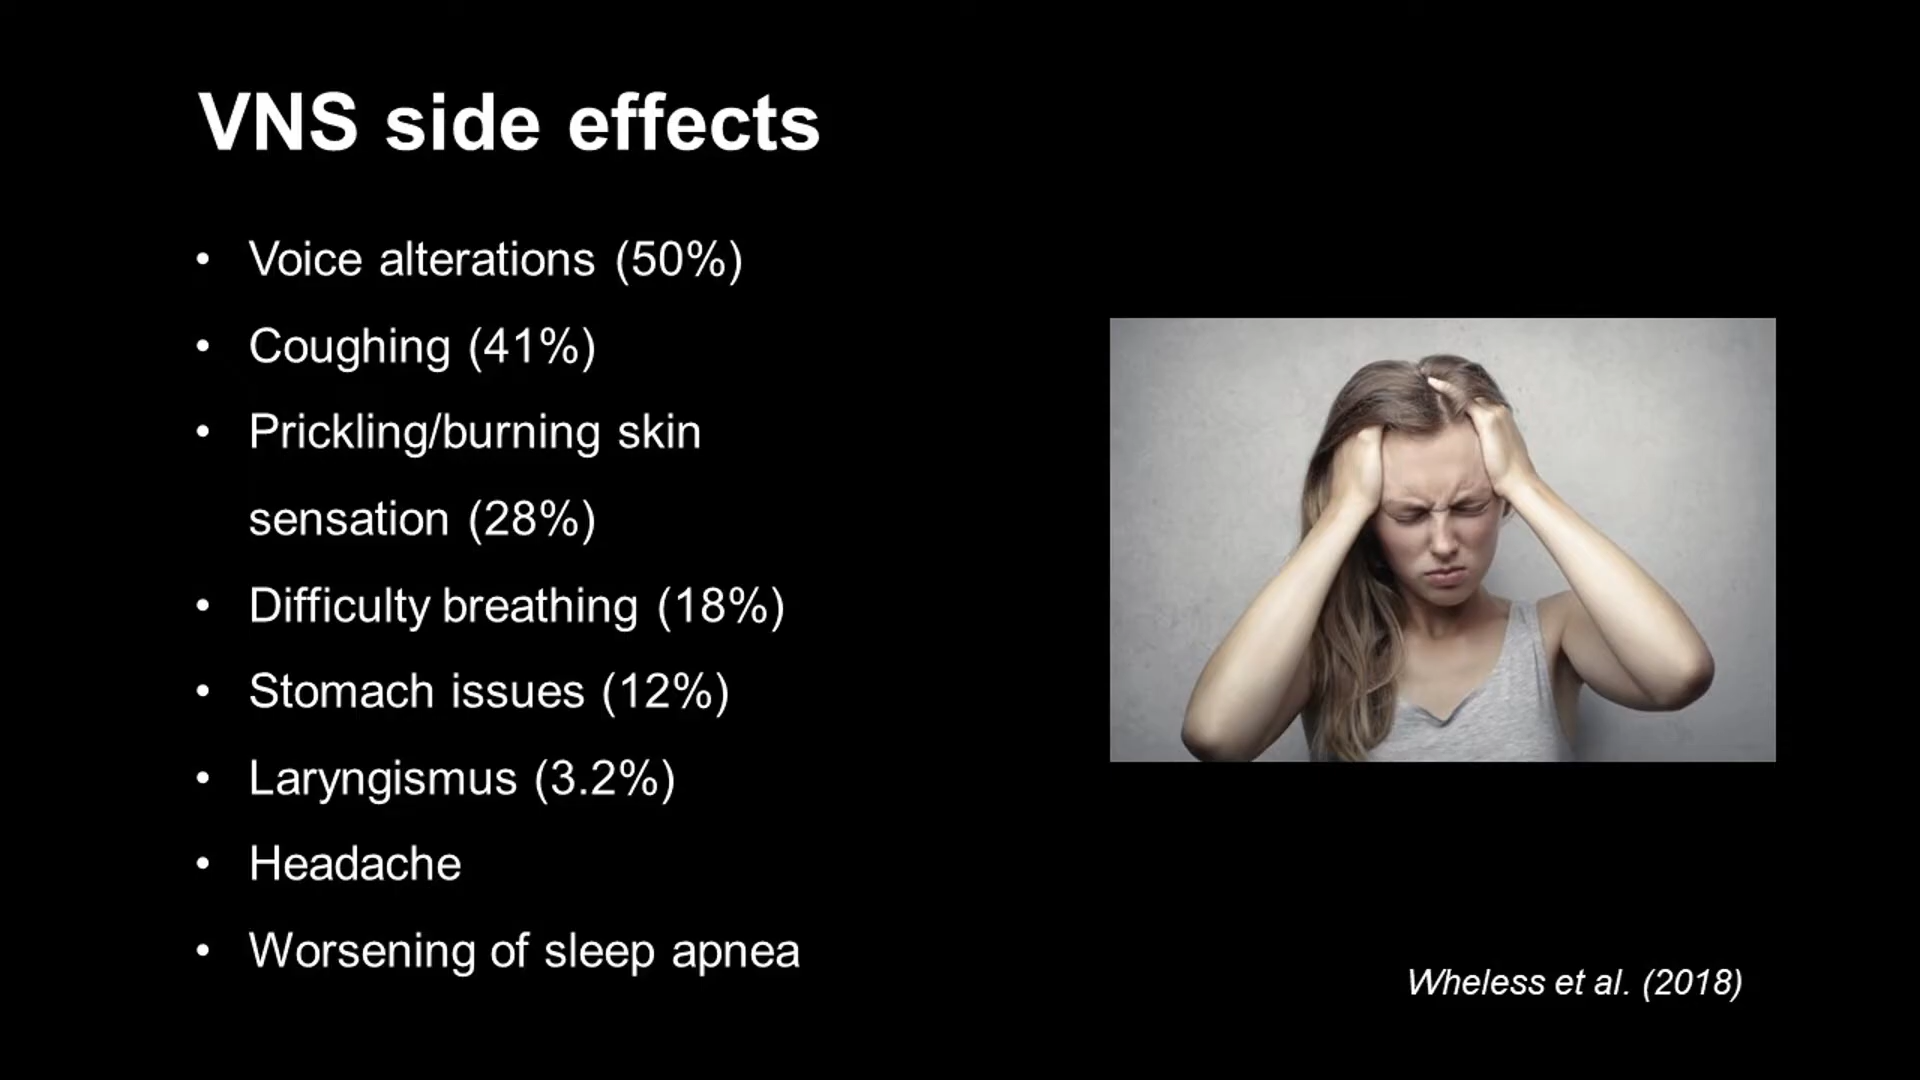 VNS side effects
• Voice alterations (50%)
• Coughing (41%)
• Prickling/burning skin
sensation (28%)
• Difficulty breathing (18%)
• Stomach issues (12%)
• Laryngismus (3.2%)
• Headache
• Worsening of sleep apnea
Wheless et al. (2018)